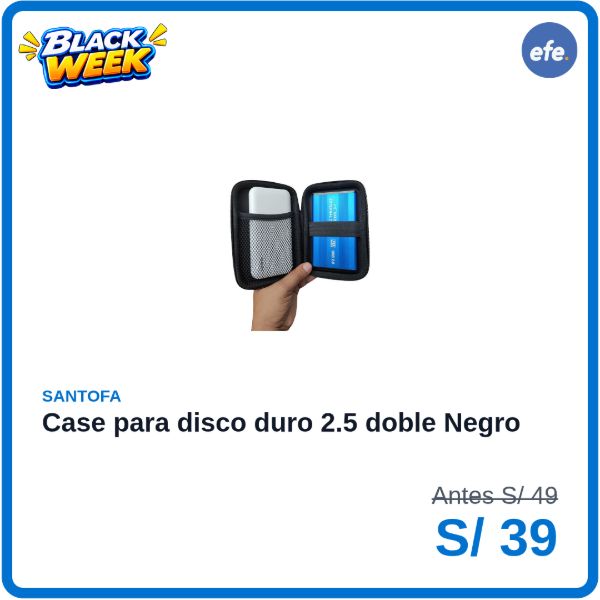 BLACK
WEEK
efe.
SANTOFA
Case para disco duro 2.5 doble Negro
Antes S/ 49
S/ 39